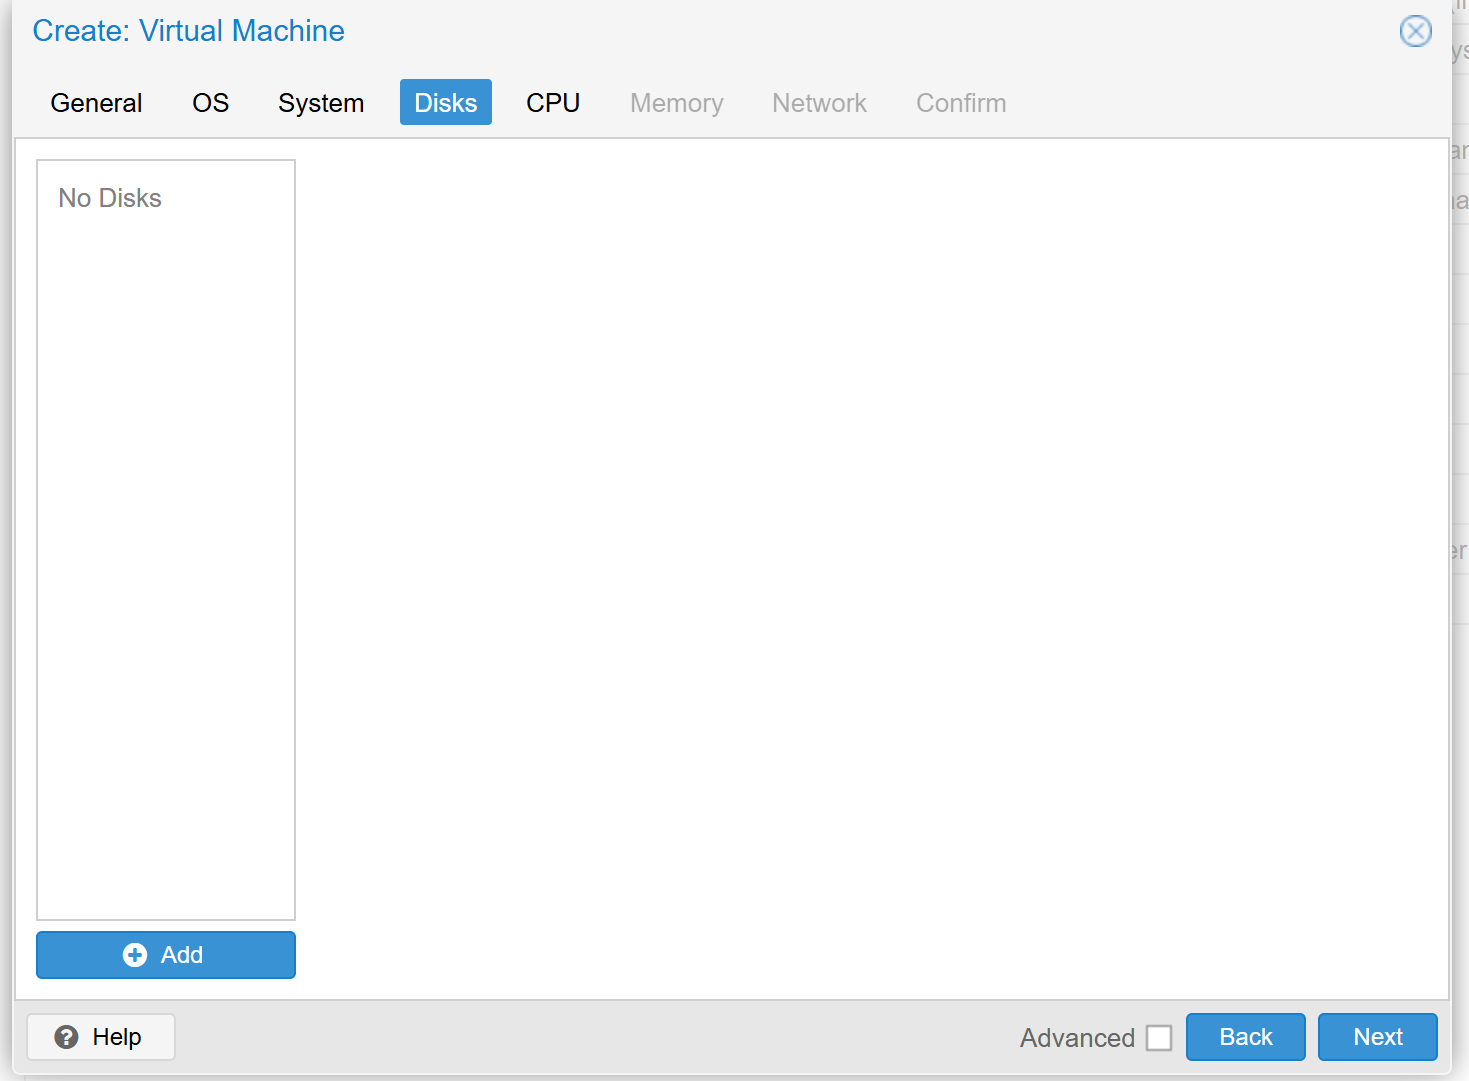 Create: Virtual Machine
General OS System Disks CPU Memory Network Confirm
No Disks
Add
Help Advanced Back Next